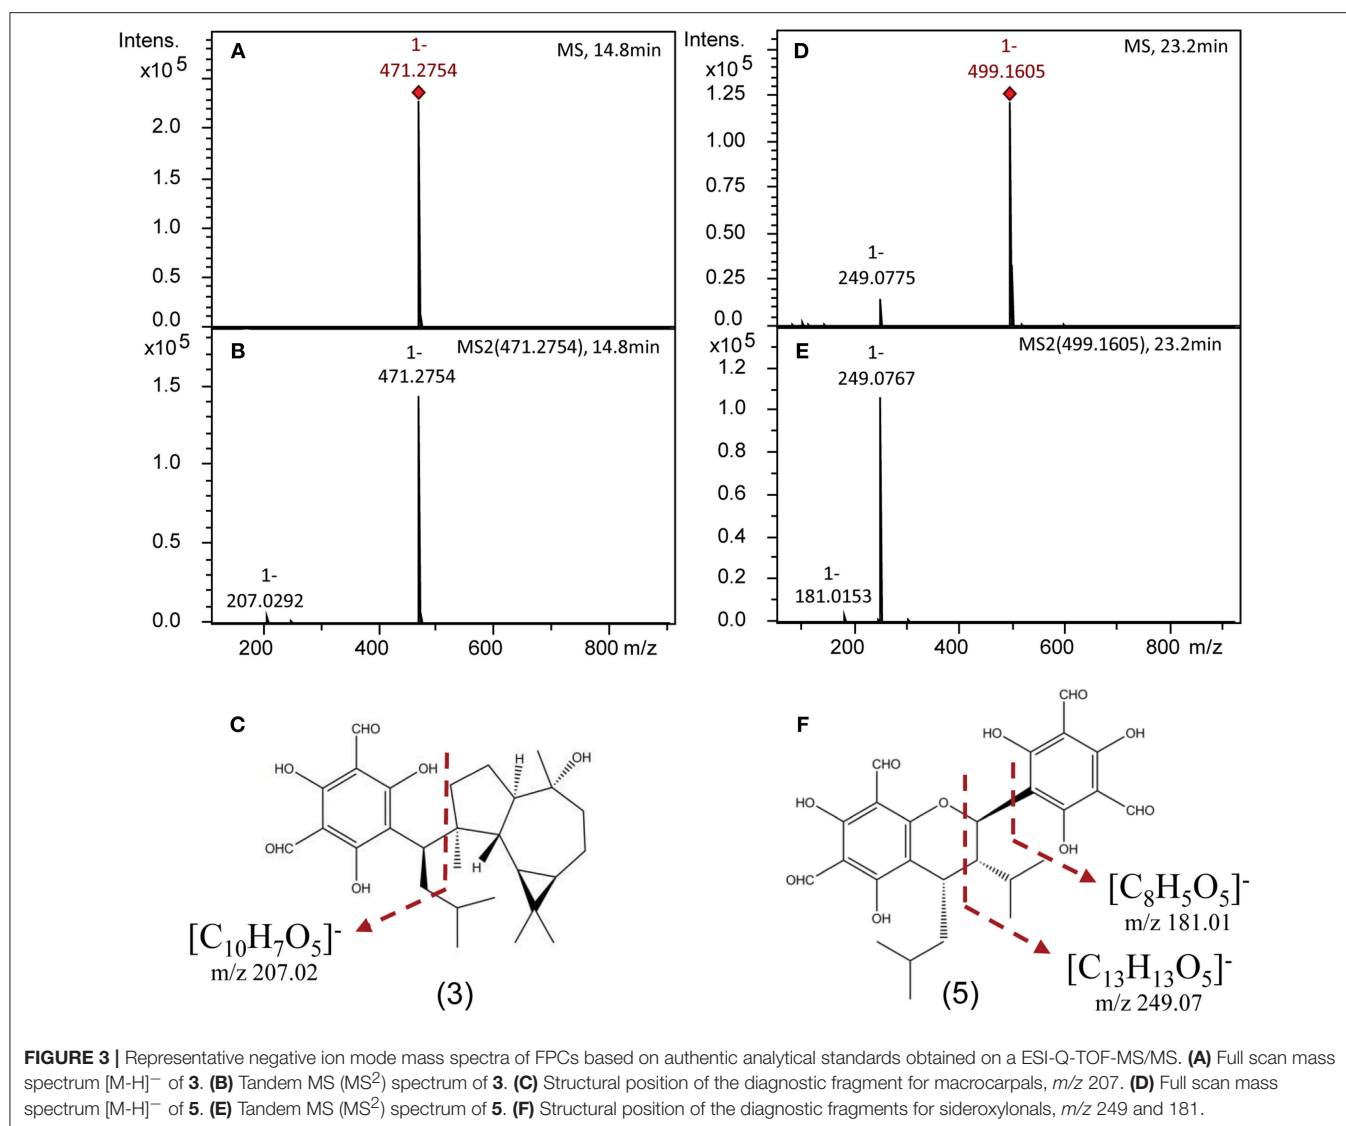 Intens.
x10^5
A
1-
471.2754
MS, 14.8min
2.0
1.5
1.0
0.5
0.0
x10^5
B
1-
471.2754
MS2(471.2754), 14.8min
1.5
1.0
0.5
0.0
1-
207.0292
200
400
600
800 m/z
Intens.
x10^5
D
1-
499.1605
MS, 23.2min
1.25
1.00
0.75
0.50
0.25
0.0
1-
249.0775
x10^5
E
1-
249.0767
MS2(499.1605), 23.2min
1.2
1.0
0.8
0.6
0.4
0.2
0.0
1-
181.0153
200
400
600
800 m/z
C
CHO
HO
OH
OHC
OH
H
OH
H
[C10H7O5]-
m/z 207.02
(3)
F
CHO
HO
OH
CHO
OH
CHO
HO
O
OHC
OH
[C8H5O5]-
m/z 181.01
[C13H13O5]-
m/z 249.07
(5)
FIGURE 3 | Representative negative ion mode mass spectra of FPCs based on authentic analytical standards obtained on a ESI-Q-TOF-MS/MS. (A) Full scan mass
spectrum [M-H]− of 3. (B) Tandem MS (MS2) spectrum of 3. (C) Structural position of the diagnostic fragment for macrocarpals, m/z 207. (D) Full scan mass
spectrum [M-H]− of 5. (E) Tandem MS (MS2) spectrum of 5. (F) Structural position of the diagnostic fragments for sideroxylonals, m/z 249 and 181.